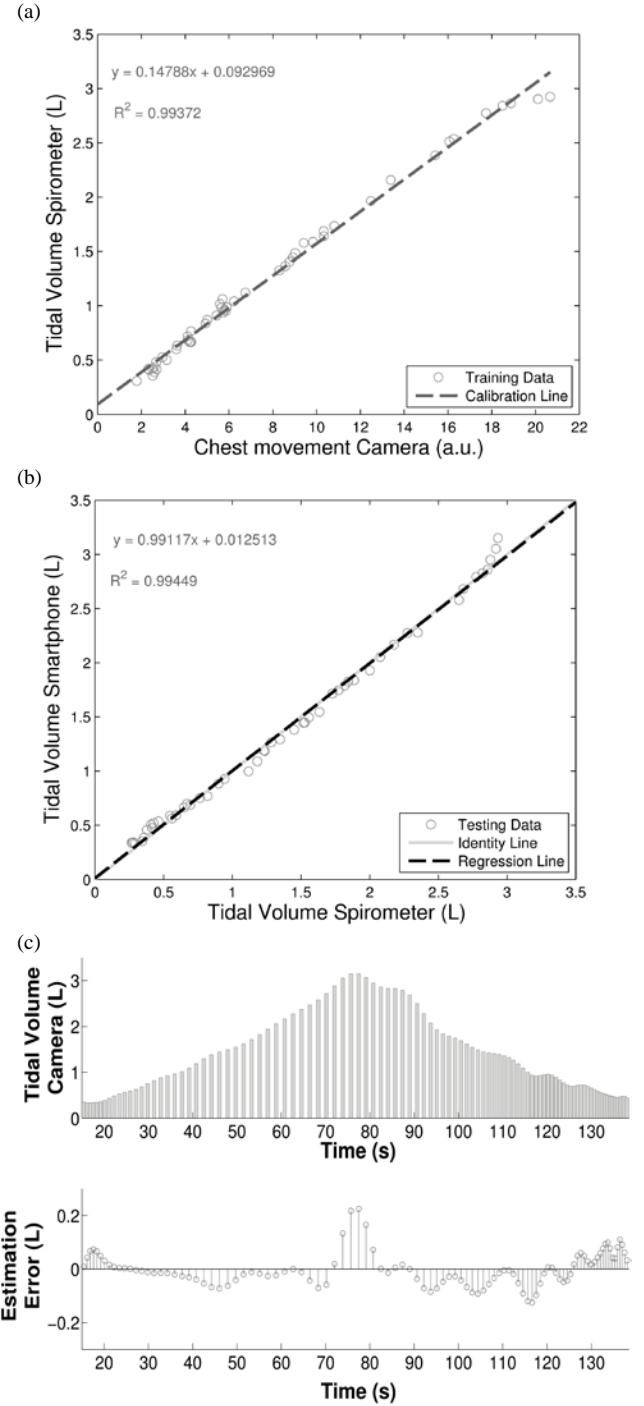 (a)
y = 0.14788x + 0.092969
R² = 0.99372
Tidal Volume Spirometer (L)
3.5
3
2.5
2
1.5
1
0.5
0
Training Data
Calibration Line
0 2 4 6 8 10 12 14 16 18 20 22
Chest movement Camera (a.u.)
(b)
y = 0.99117x + 0.012513
R² = 0.99449
Tidal Volume Smartphone (L)
3.5
3
2.5
2
1.5
1
0.5
0
Testing Data
Identity Line
Regression Line
0 0.5 1 1.5 2 2.5 3 3.5
Tidal Volume Spirometer (L)
(c)
Tidal Volume
Camera (L)
3
2
1
0
20 30 40 50 60 70 80 90 100 110 120 130
Time (s)
Estimation
Error (L)
0.2
0
−0.2
20 30 40 50 60 70 80 90 100 110 120 130
Time (s)